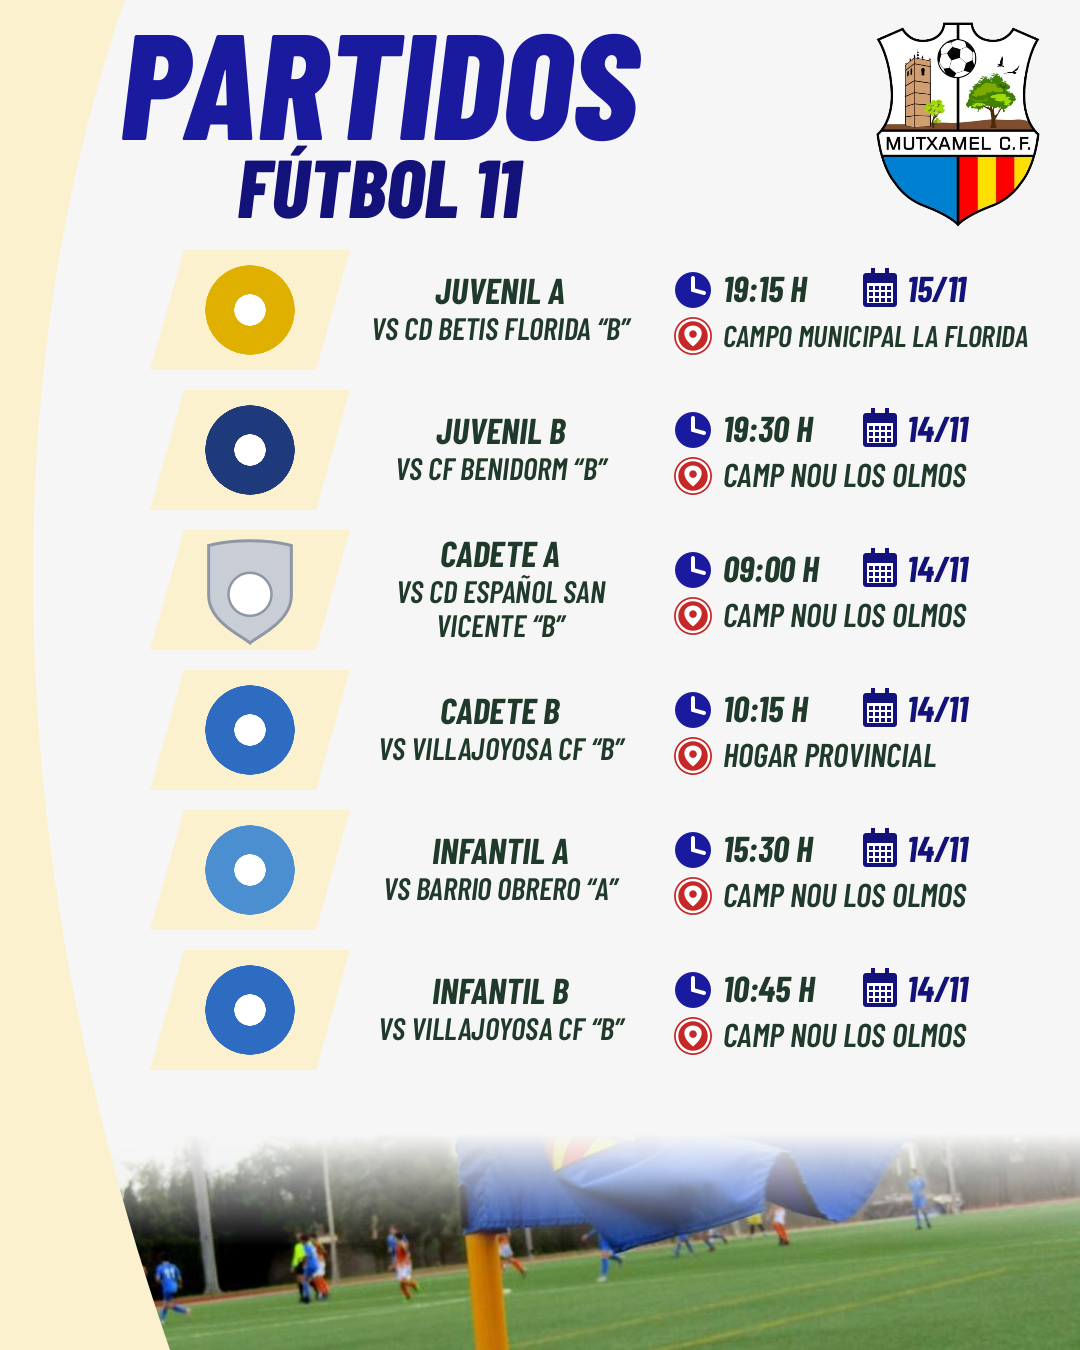 PARTIDOS
FÚTBOL 11
MUTXAMEL C.F.
JUVENIL A
VS CD BETIS FLORIDA “B”
19:15 H
15/11
CAMPO MUNICIPAL LA FLORIDA
JUVENIL B
VS CF BENIDORM “B”
19:30 H
14/11
CAMP NOU LOS OLMOS
CADETE A
VS CD ESPAÑOL SAN
VICENTE “B”
09:00 H
14/11
CAMP NOU LOS OLMOS
CADETE B
VS VILLAJOYOSA CF “B”
10:15 H
14/11
HOGAR PROVINCIAL
INFANTIL A
VS BARRIO OBRERO “A”
15:30 H
14/11
CAMP NOU LOS OLMOS
INFANTIL B
VS VILLAJOYOSA CF “B”
10:45 H
14/11
CAMP NOU LOS OLMOS